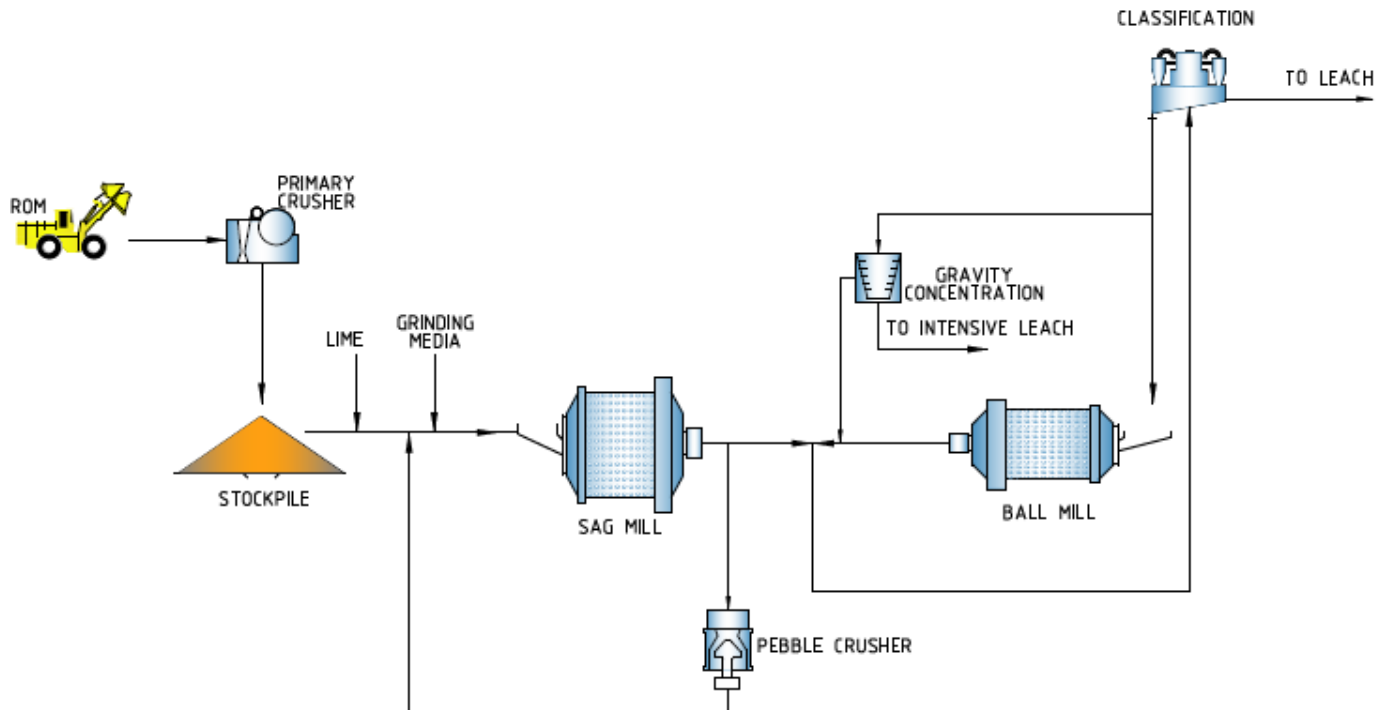 CLASSIFICATION
TO LEACH
PRIMARY
CRUSHER
ROM
GRAVITY
CONCENTRATION
GRINDING
MEDIA
LIME
TO INTENSIVE LEACH
STOCKPILE
SAG MILL
BALL MILL
PEBBLE CRUSHER